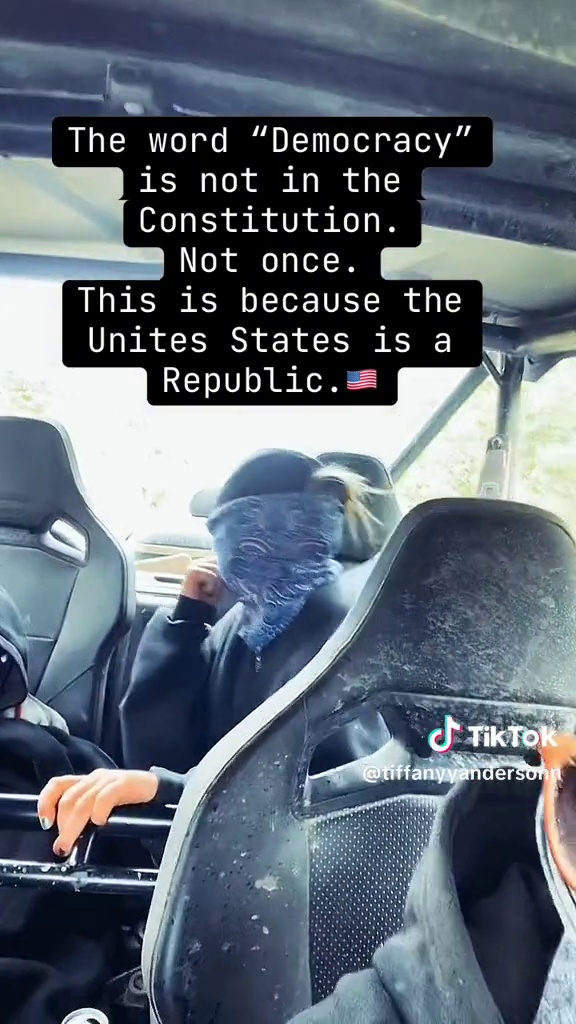 The word “Democracy”
is not in the
Constitution.
Not once.
This is because the
Unites States is a
Republic.🇺🇸
TikTok
@tiffanyyandersonn